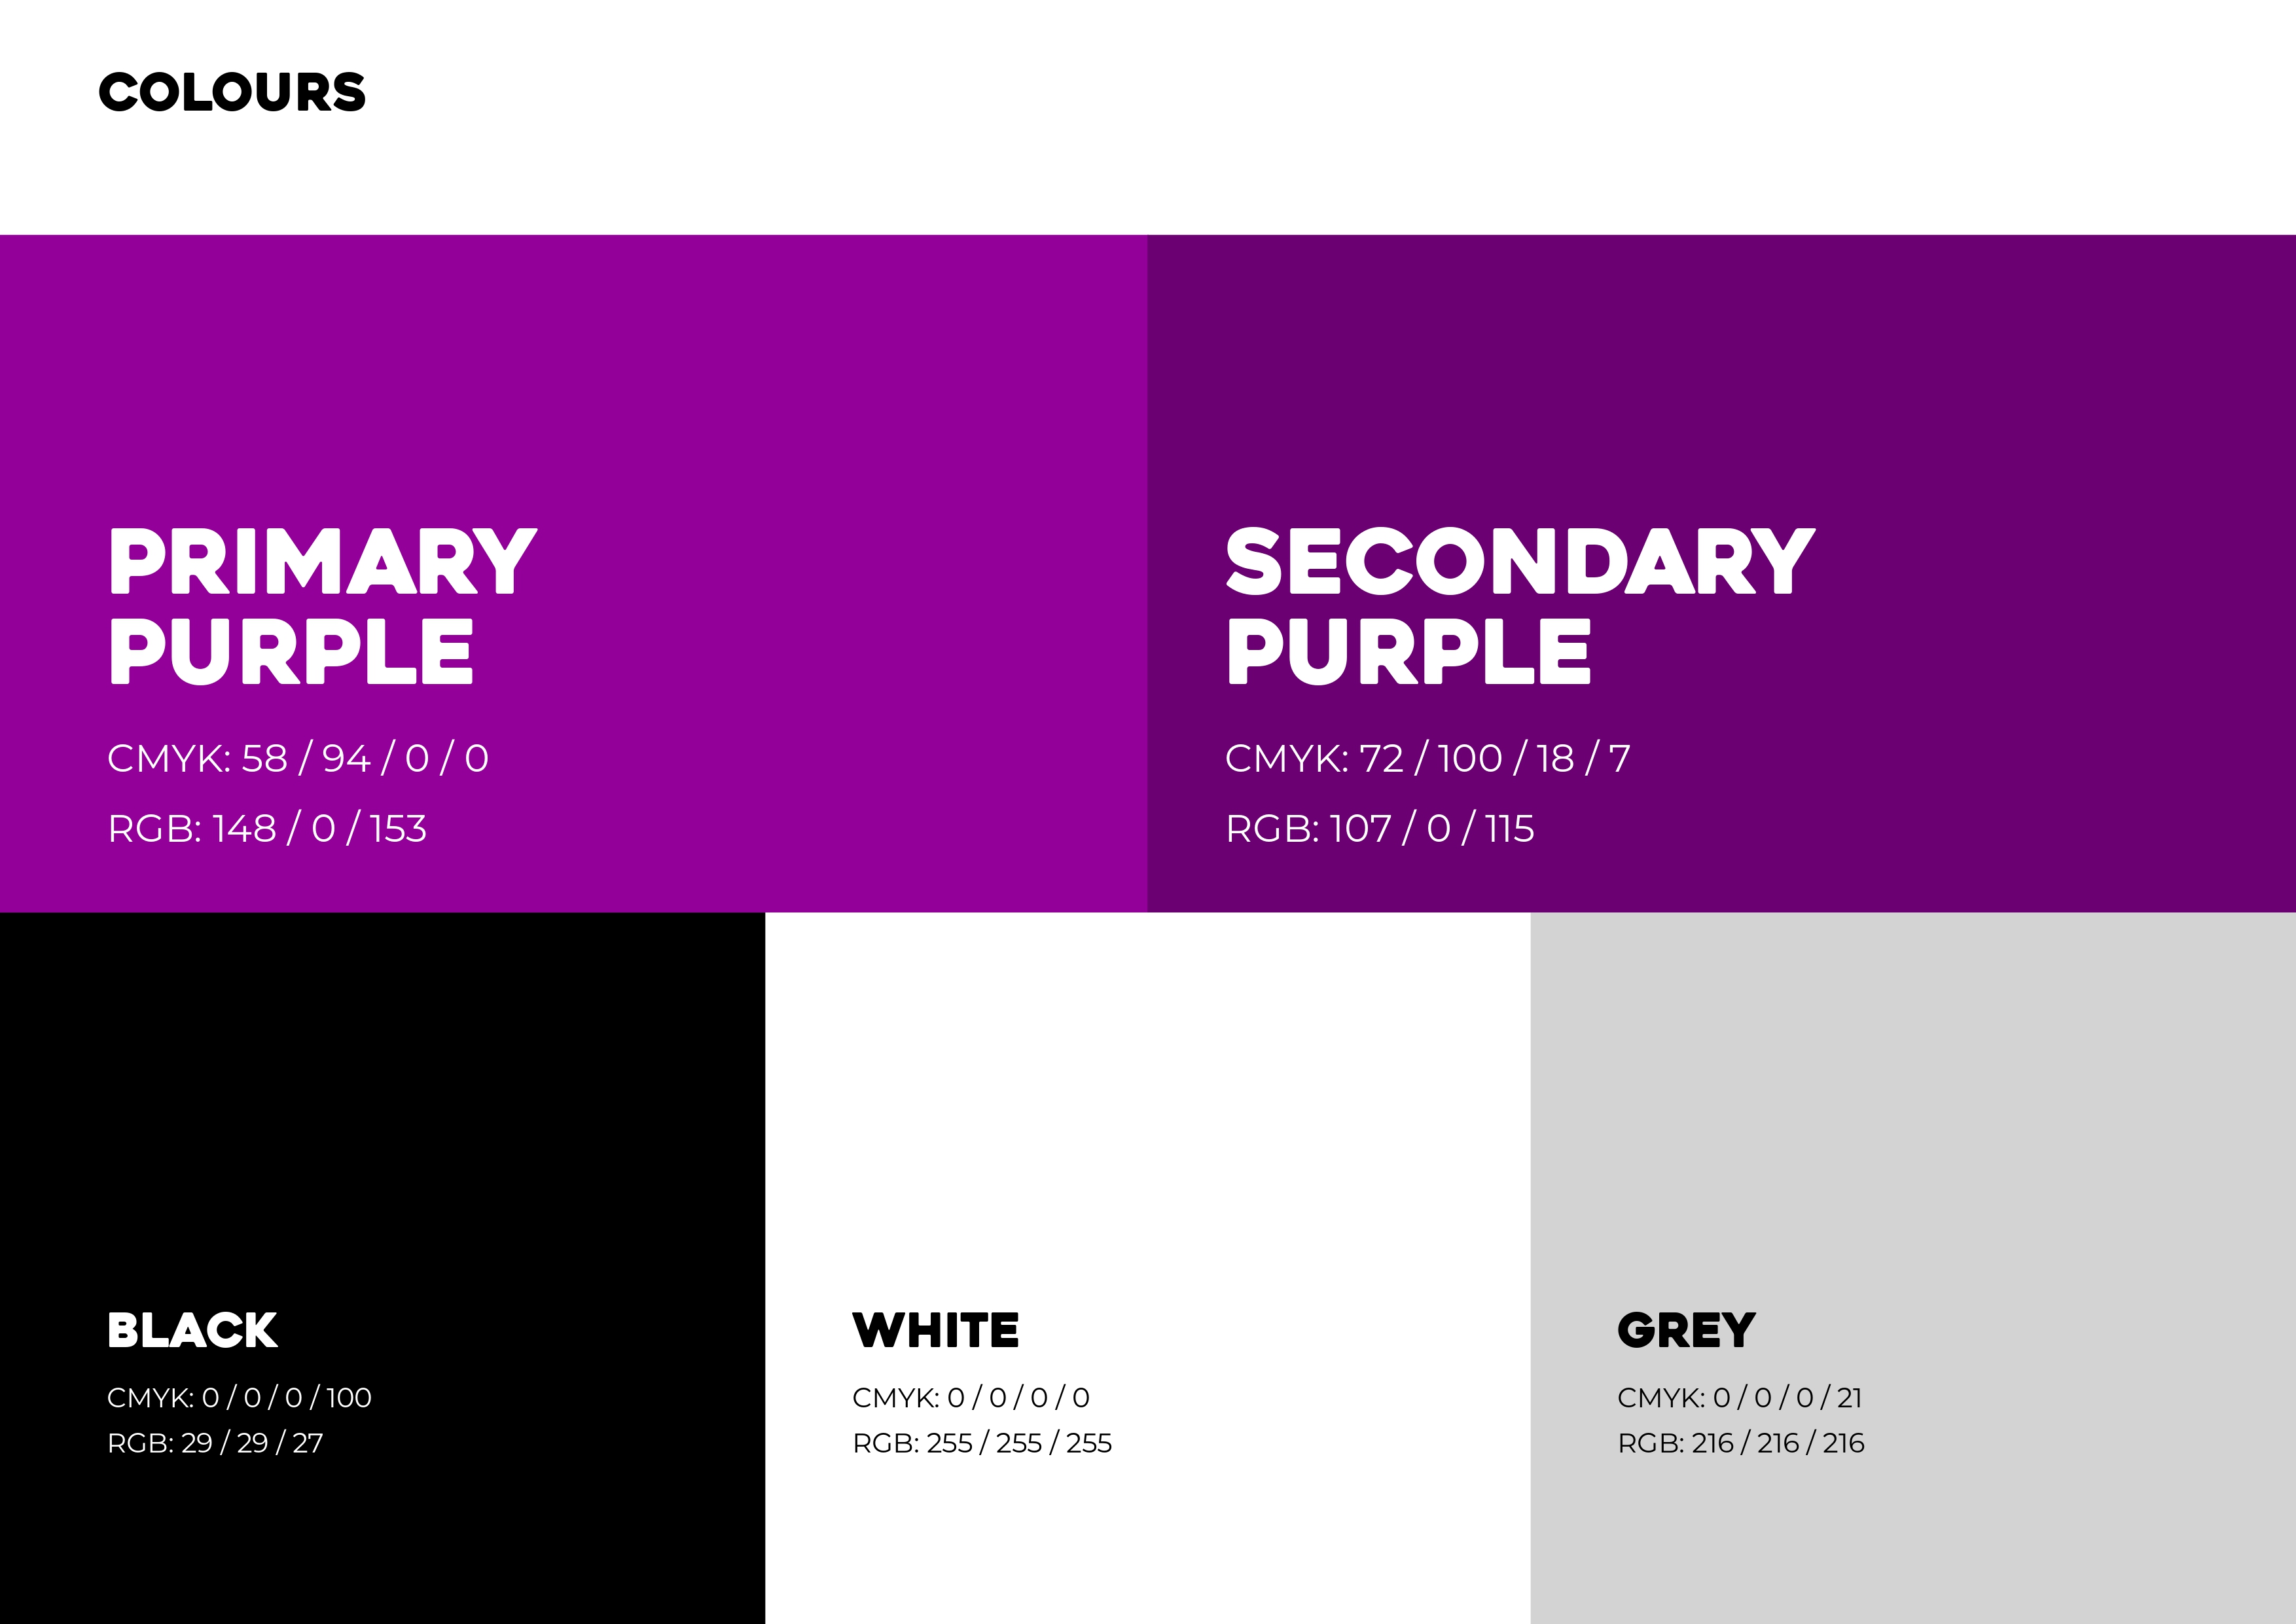 COLOURS
PRIMARY
PURPLE
CMYK: 58 / 94 / 0 / 0
RGB: 148 / 0 / 153
SECONDARY
PURPLE
CMYK: 72 / 100 / 18 / 7
RGB: 107 / 0 / 115
BLACK
CMYK: 0 / 0 / 0 / 100
RGB: 29 / 29 / 27
WHITE
CMYK: 0 / 0 / 0 / 0
RGB: 255 / 255 / 255
GREY
CMYK: 0 / 0 / 0 / 21
RGB: 216 / 216 / 216